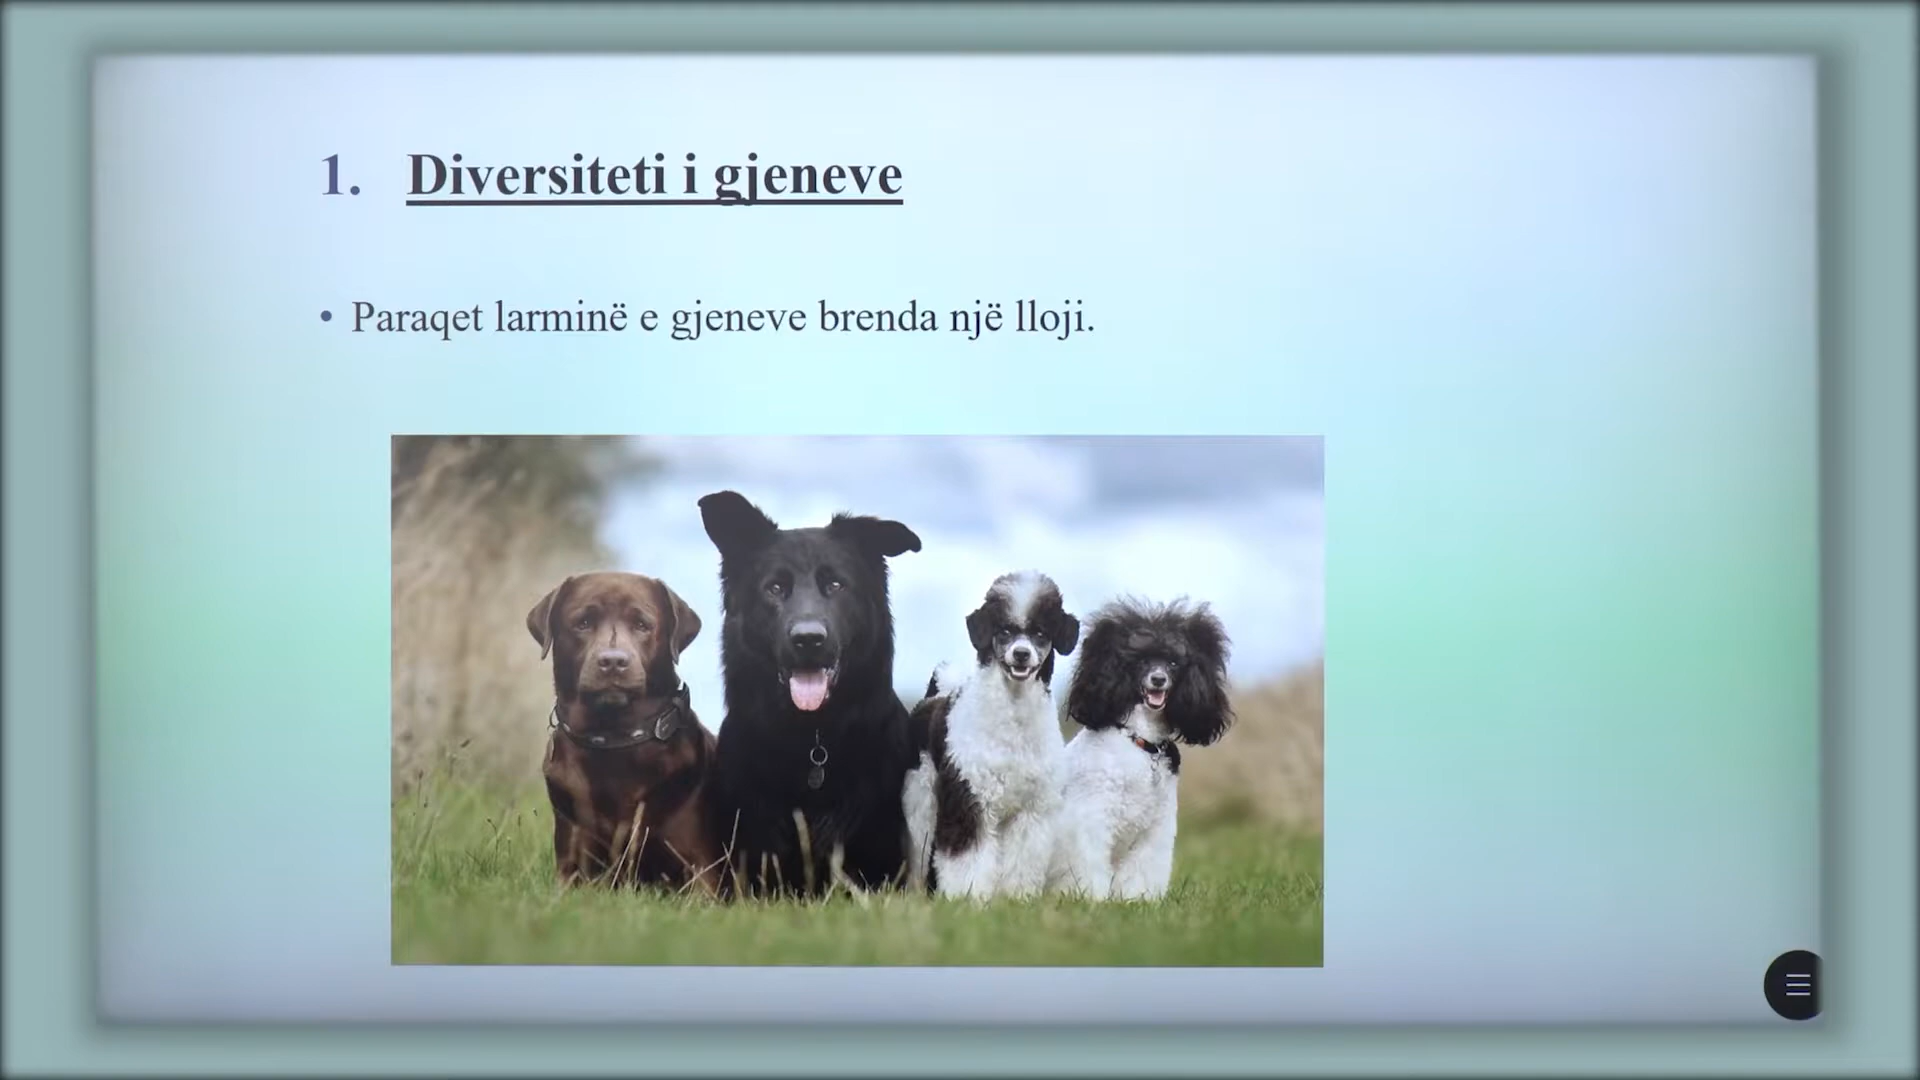 1. Diversiteti i gjeneve
• Paraqet larminë e gjeneve brenda një lloji.